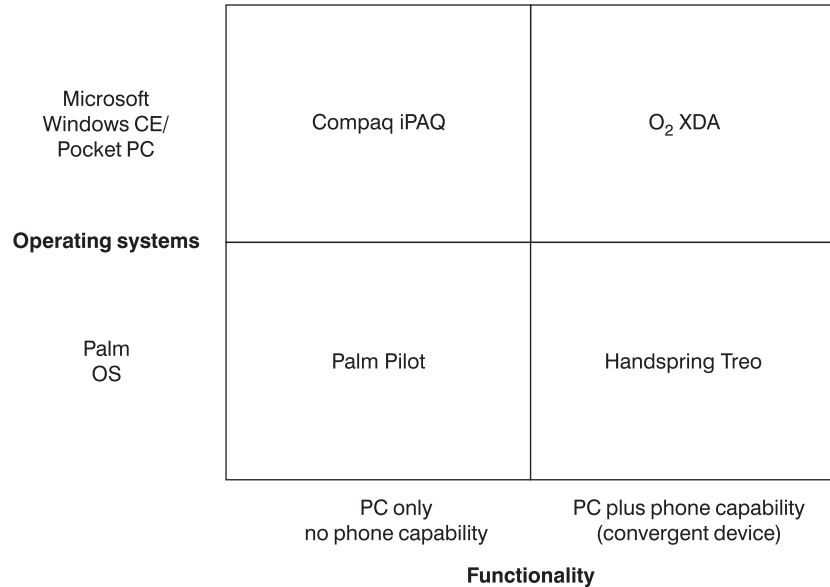 Microsoft
Windows CE/
Pocket PC
Compaq iPAQ
O₂ XDA
Operating systems
Palm
OS
Palm Pilot
Handspring Treo
PC only
no phone capability
PC plus phone capability
(convergent device)
Functionality